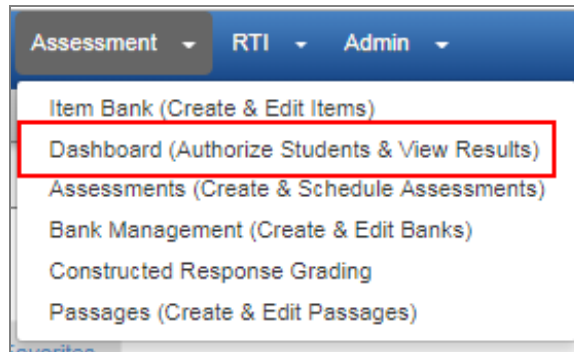 Assessment RTI Admin
Item Bank (Create & Edit Items)
Dashboard (Authorize Students & View Results)
Assessments (Create & Schedule Assessments)
Bank Management (Create & Edit Banks)
Constructed Response Grading
Passages (Create & Edit Passages)